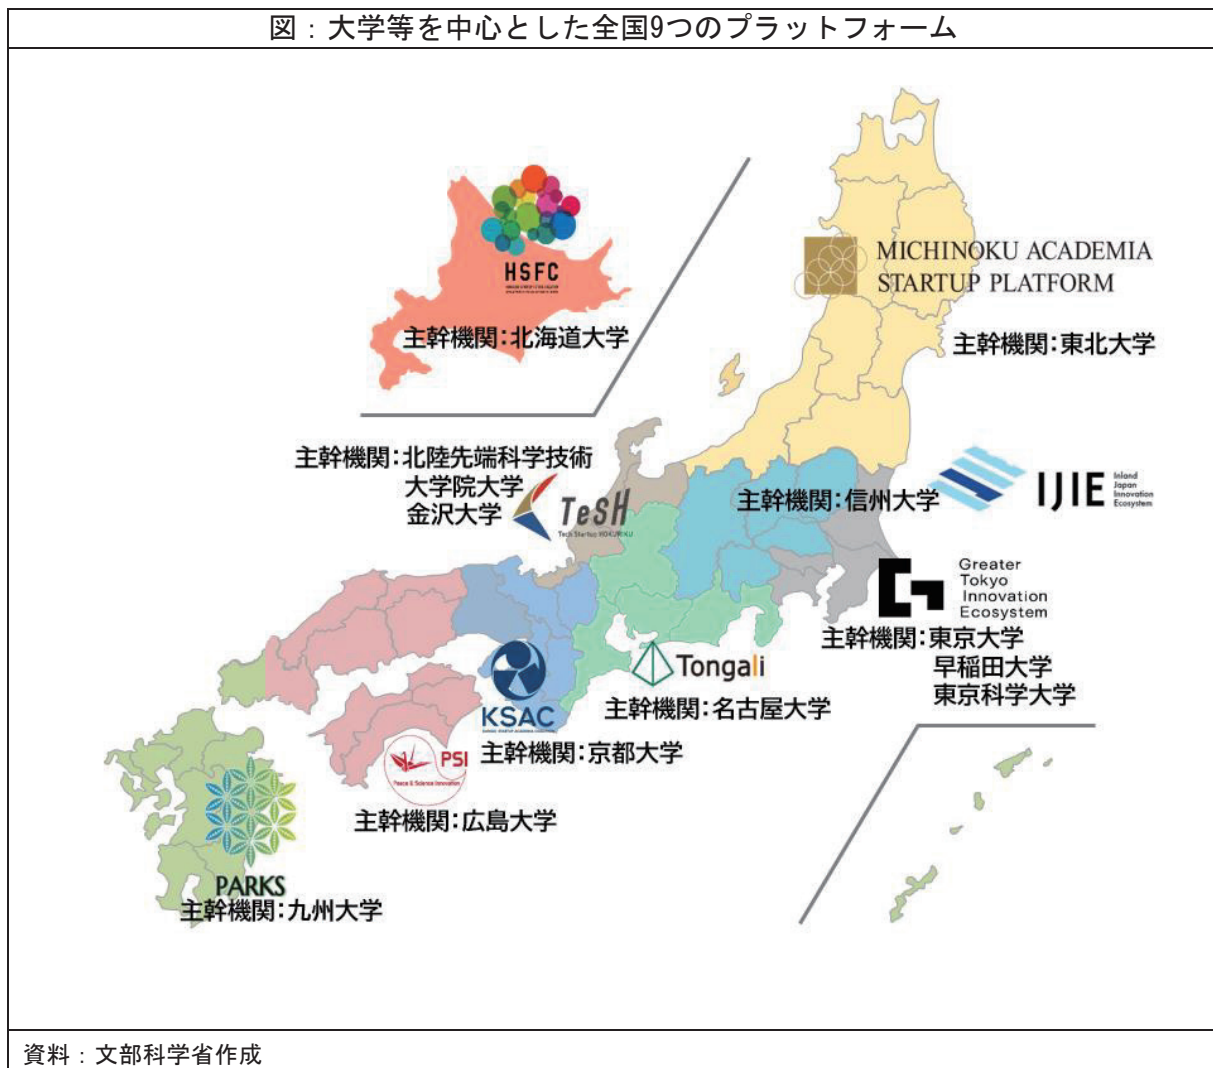 図：大学等を中心とした全国9つのプラットフォーム
HSFC
主幹機関：北海道大学
MICHINOKU ACADEMIA
STARTUP PLATFORM
主幹機関：東北大学
主幹機関：北陸先端科学技術
大学院大学
金沢大学
TeSH
Tech Startup HOKURIKU
主幹機関：信州大学
IJIE
Inland
Japan
Innovation
Ecosystem
Greater
Tokyo
Innovation
Ecosystem
主幹機関：東京大学
早稲田大学
東京科学大学
Tongali
主幹機関：名古屋大学
KSAC
主幹機関：京都大学
PSI
Peace & Science Innovation
主幹機関：広島大学
PARKS
主幹機関：九州大学
資料：文部科学省作成